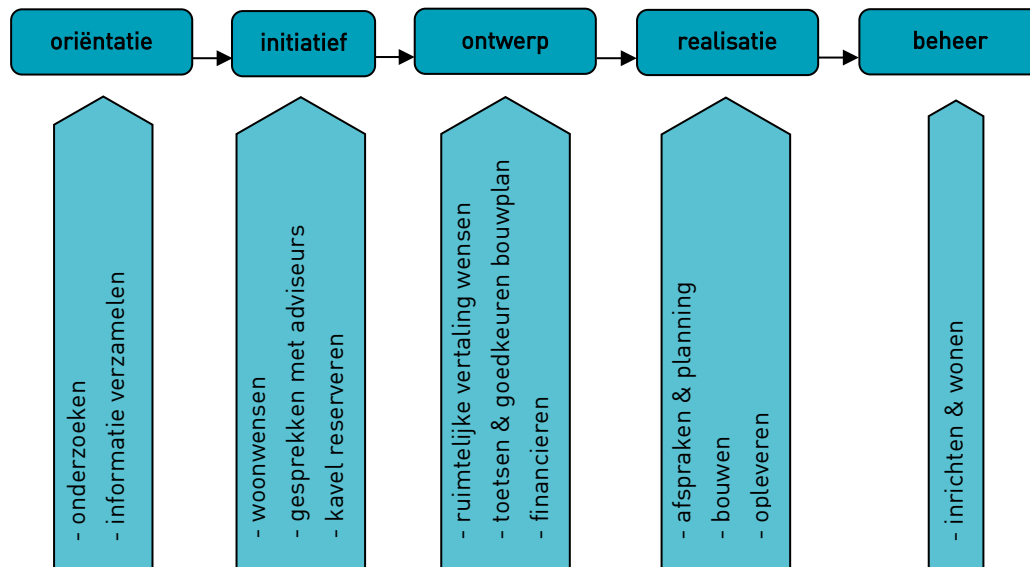 oriëntatie
initiatief
ontwerp
realisatie
beheer
- onderzoeken
- informatie verzamelen
- woonwensen
- gesprekken met adviseurs
- kavel reserveren
- ruimtelijke vertaling wensen
- toetsen & goedkeuren bouwplan
- financieren
- afspraken & planning
- bouwen
- opleveren
- inrichten & wonen